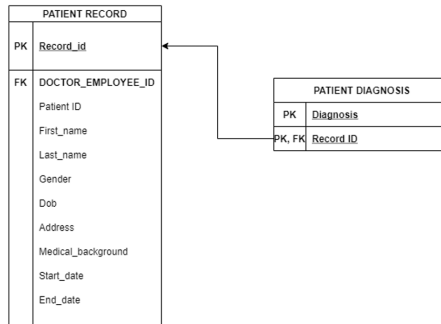 PATIENT RECORD
PK Record_id
FK DOCTOR_EMPLOYEE_ID
Patient ID
First_name
Last_name
Gender
Dob
Address
Medical_background
Start_date
End_date
PATIENT DIAGNOSIS
PK Diagnosis
PK, FK Record ID